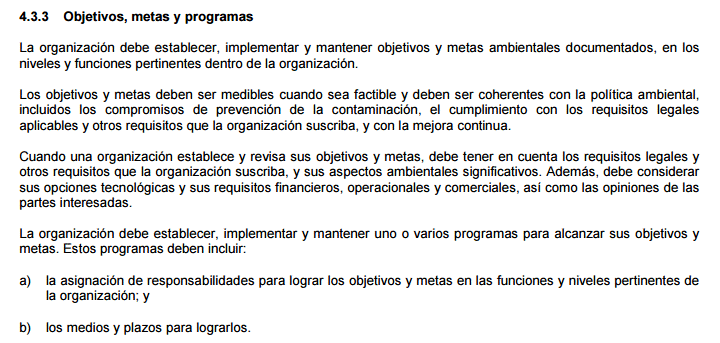 4.3.3 Objetivos, metas y programas
La organización debe establecer, implementar y mantener objetivos y metas ambientales documentados, en los
niveles y funciones pertinentes dentro de la organización.
Los objetivos y metas deben ser medibles cuando sea factible y deben ser coherentes con la política ambiental,
incluidos los compromisos de prevención de la contaminación, el cumplimiento con los requisitos legales
aplicables y otros requisitos que la organización suscriba, y con la mejora continua.
Cuando una organización establece y revisa sus objetivos y metas, debe tener en cuenta los requisitos legales y
otros requisitos que la organización suscriba, y sus aspectos ambientales significativos. Además, debe considerar
sus opciones tecnológicas y sus requisitos financieros, operacionales y comerciales, así como las opiniones de las
partes interesadas.
La organización debe establecer, implementar y mantener uno o varios programas para alcanzar sus objetivos y
metas. Estos programas deben incluir:
a) la asignación de responsabilidades para lograr los objetivos y metas en las funciones y niveles pertinentes de
la organización; y
b) los medios y plazos para lograrlos.